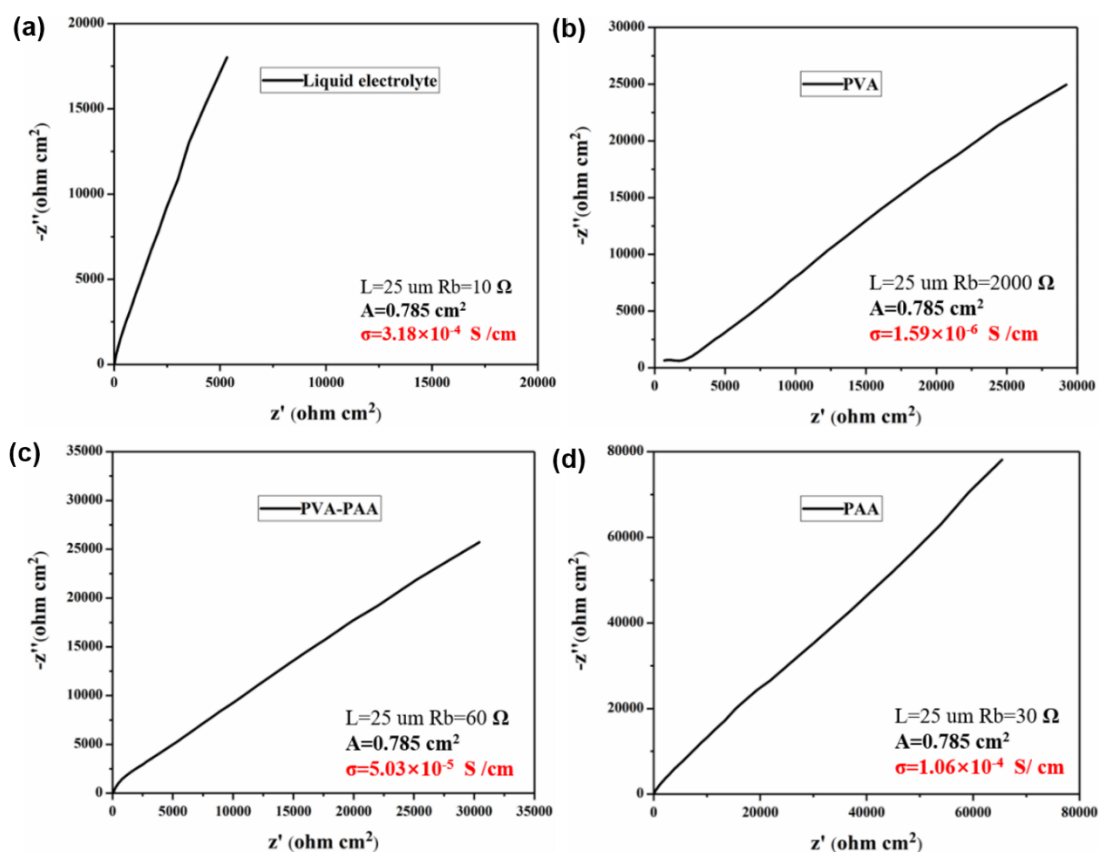 (a)
20000
15000
10000
5000
0
-z''(ohm cm²)
Liquid electrolyte
L=25 um Rb=10 Ω
A=0.785 cm²
σ=3.18×10⁻⁴ S /cm
0 5000 10000 15000 20000
z' (ohm cm²)
(b)
30000
25000
20000
15000
10000
5000
0
-z''(ohm cm²)
PVA
L=25 um Rb=2000 Ω
A=0.785 cm²
σ=1.59×10⁻⁶ S /cm
0 5000 10000 15000 20000 25000 30000
z' (ohm cm²)
(c)
35000
30000
25000
20000
15000
10000
5000
0
-z''(ohm cm²)
PVA-PAA
L=25 um Rb=60 Ω
A=0.785 cm²
σ=5.03×10⁻⁵ S /cm
0 5000 10000 15000 20000 25000 30000 35000
z' (ohm cm²)
(d)
80000
60000
40000
20000
0
-z''(ohm cm²)
PAA
L=25 um Rb=30 Ω
A=0.785 cm²
σ=1.06×10⁻⁴ S/ cm
0 20000 40000 60000 80000
z' (ohm cm²)